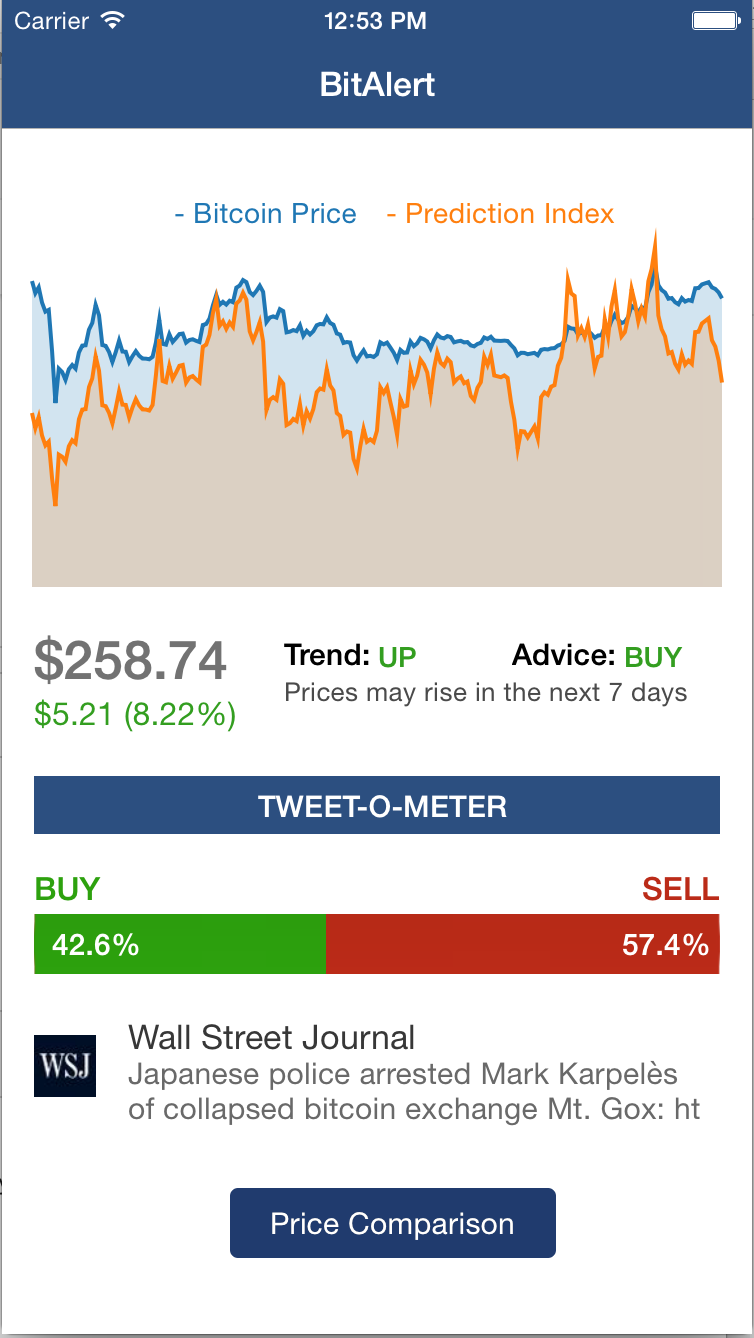 Carrier 12:53 PM
BitAlert
- Bitcoin Price - Prediction Index
$258.74
$5.21 (8.22%)
Trend: UP Advice: BUY
Prices may rise in the next 7 days
TWEET-O-METER
BUY SELL
42.6% 57.4%
WSJ
Wall Street Journal
Japanese police arrested Mark Karpelès
of collapsed bitcoin exchange Mt. Gox: ht
Price Comparison